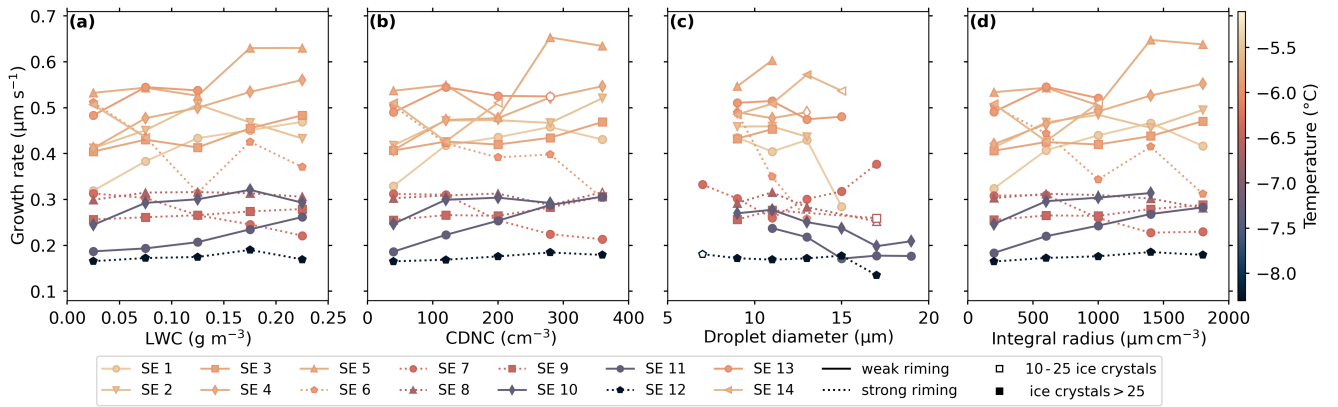 (a) (b) (c) (d)
Growth rate (μm s⁻¹)
0.7
0.6
0.5
0.4
0.3
0.2
0.1
0.00 0.05 0.10 0.15 0.20 0.25
LWC (g m⁻³)
0 100 200 300 400
CDNC (cm⁻³)
5 10 15 20
Droplet diameter (μm)
0 500 1000 1500 2000
Integral radius (μm cm⁻³)
Temperature (°C)
−5.5
−6.0
−6.5
−7.0
−7.5
−8.0
SE 1 SE 3 SE 5 SE 7 SE 9 SE 11 SE 13 weak riming 10-25 ice crystals
SE 2 SE 4 SE 6 SE 8 SE 10 SE 12 SE 14 strong riming ice crystals > 25